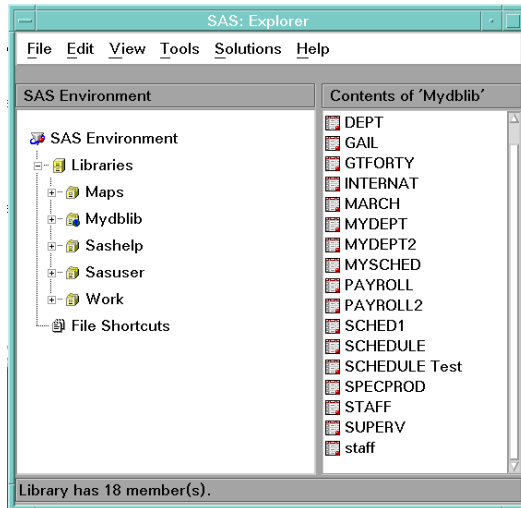 SAS: Explorer
File Edit View Tools Solutions Help
SAS Environment
Contents of 'Mydblib'
SAS Environment
Libraries
Maps
Mydblib
Sashelp
Sasuser
Work
File Shortcuts
DEPT
GAIL
GTFORTY
INTERNAT
MARCH
MYDEPT
MYDEPT2
MYSCHED
PAYROLL
PAYROLL2
SCHED1
SCHEDULE
SCHEDULE Test
SPECPROD
STAFF
SUPERV
staff
Library has 18 member(s).